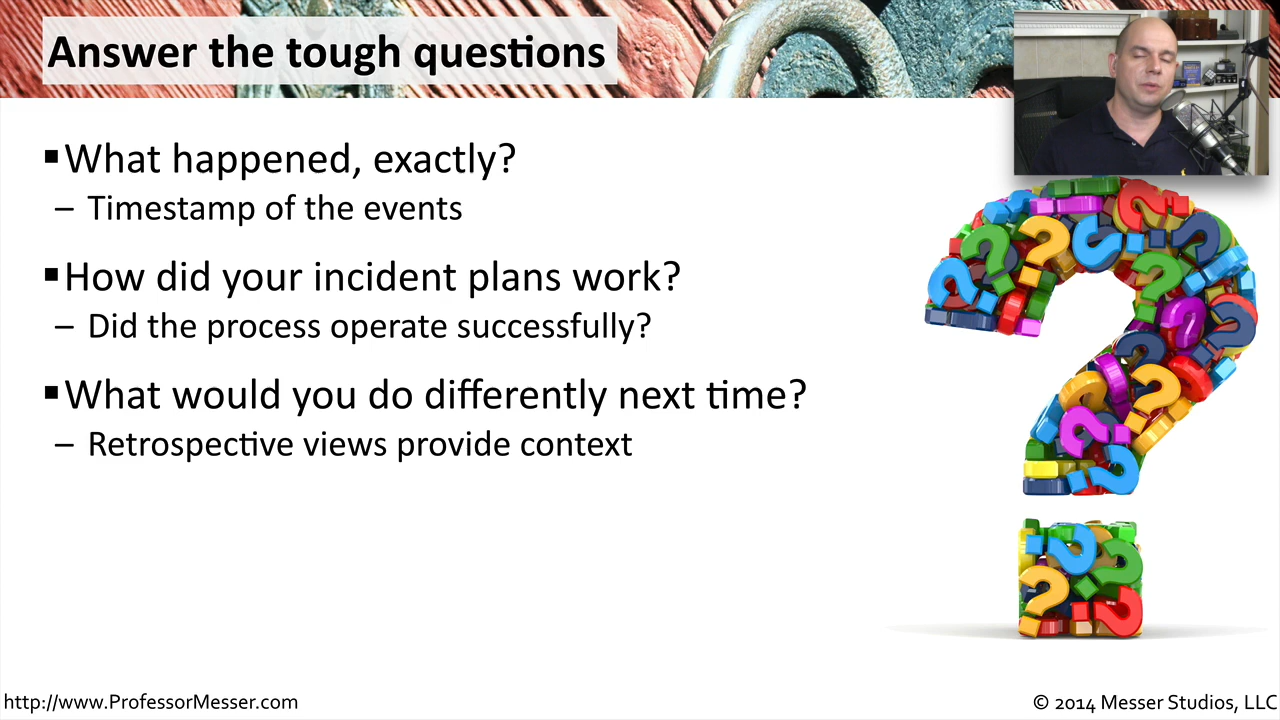 Answer the tough questions
▪What happened, exactly?
– Timestamp of the events
▪How did your incident plans work?
– Did the process operate successfully?
▪What would you do differently next time?
– Retrospective views provide context
http://www.ProfessorMesser.com
© 2014 Messer Studios, LLC